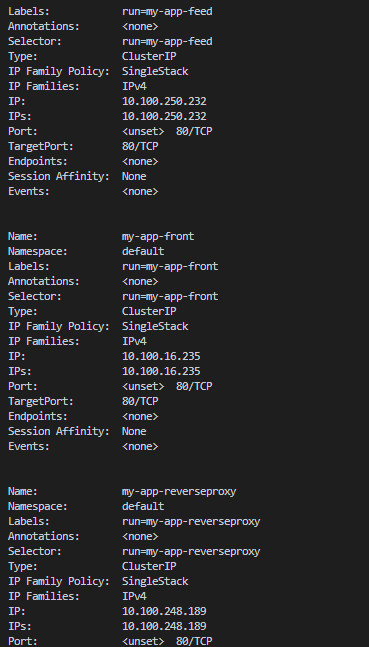 Labels:            run=my-app-feed
Annotations:       <none>
Selector:          run=my-app-feed
Type:              ClusterIP
IP Family Policy:  SingleStack
IP Families:       IPv4
IP:                10.100.250.232
IPs:               10.100.250.232
Port:              <unset>  80/TCP
TargetPort:        80/TCP
Endpoints:         <none>
Session Affinity:  None
Events:            <none>

Name:              my-app-front
Namespace:         default
Labels:            run=my-app-front
Annotations:       <none>
Selector:          run=my-app-front
Type:              ClusterIP
IP Family Policy:  SingleStack
IP Families:       IPv4
IP:                10.100.16.235
IPs:               10.100.16.235
Port:              <unset>  80/TCP
TargetPort:        80/TCP
Endpoints:         <none>
Session Affinity:  None
Events:            <none>

Name:              my-app-reverseproxy
Namespace:         default
Labels:            run=my-app-reverseproxy
Annotations:       <none>
Selector:          run=my-app-reverseproxy
Type:              ClusterIP
IP Family Policy:  SingleStack
IP Families:       IPv4
IP:                10.100.248.189
IPs:               10.100.248.189
Port:              <unset>  80/TCP